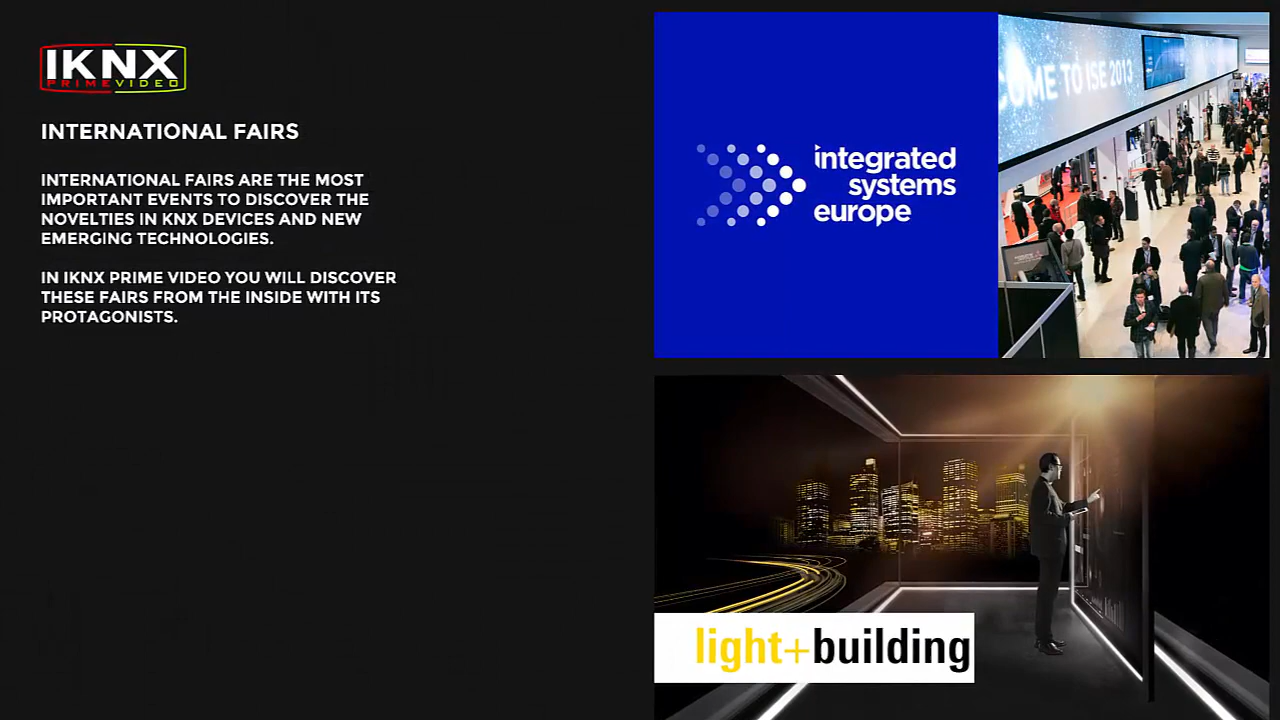 IKNX
PRIMEVIDEO
INTERNATIONAL FAIRS
INTERNATIONAL FAIRS ARE THE MOST
IMPORTANT EVENTS TO DISCOVER THE
NOVELTIES IN KNX DEVICES AND NEW
EMERGING TECHNOLOGIES.
IN IKNX PRIME VIDEO YOU WILL DISCOVER
THESE FAIRS FROM THE INSIDE WITH ITS
PROTAGONISTS.
integrated
systems
europe
COME TO ISE 2013
light+building